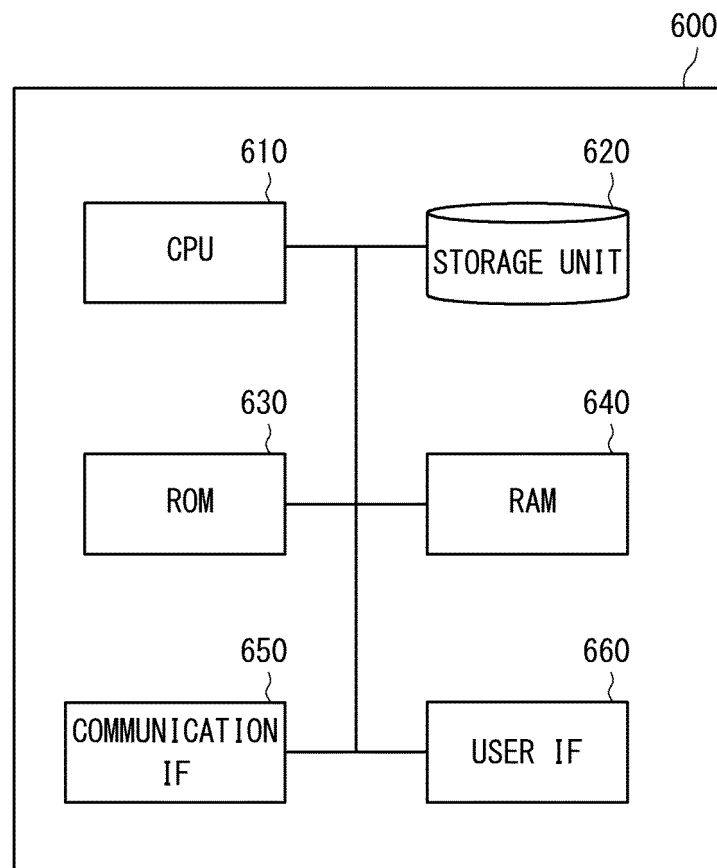 600
610
620
CPU
STORAGE UNIT
630
640
ROM
RAM
650
660
COMMUNICATION
IF
USER IF